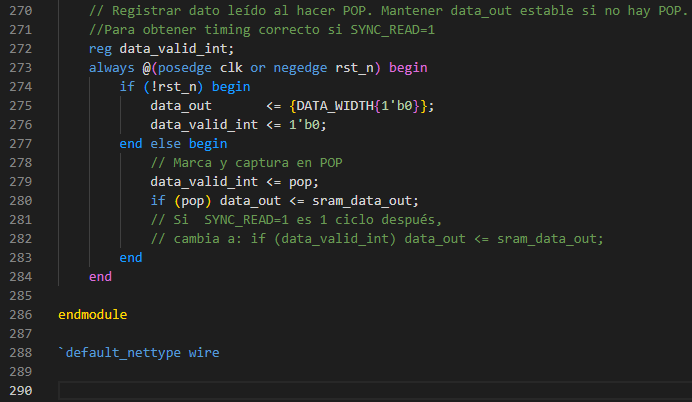 270 // Registrar dato leído al hacer POP. Mantener data_out estable si no hay POP.
271 //Para obtener timing correcto si SYNC_READ=1
272 reg data_valid_int;
273 always @(posedge clk or negedge rst_n) begin
274 if (!rst_n) begin
275 data_out <= {DATA_WIDTH{1'b0}};
276 data_valid_int <= 1'b0;
277 end else begin
278 // Marca y captura en POP
279 data_valid_int <= pop;
280 if (pop) data_out <= sram_data_out;
281 // Si  SYNC_READ=1 es 1 ciclo después,
282 // cambia a: if (data_valid_int) data_out <= sram_data_out;
283 end
284 end
285
286 endmodule
287
288 `default_nettype wire
289
290